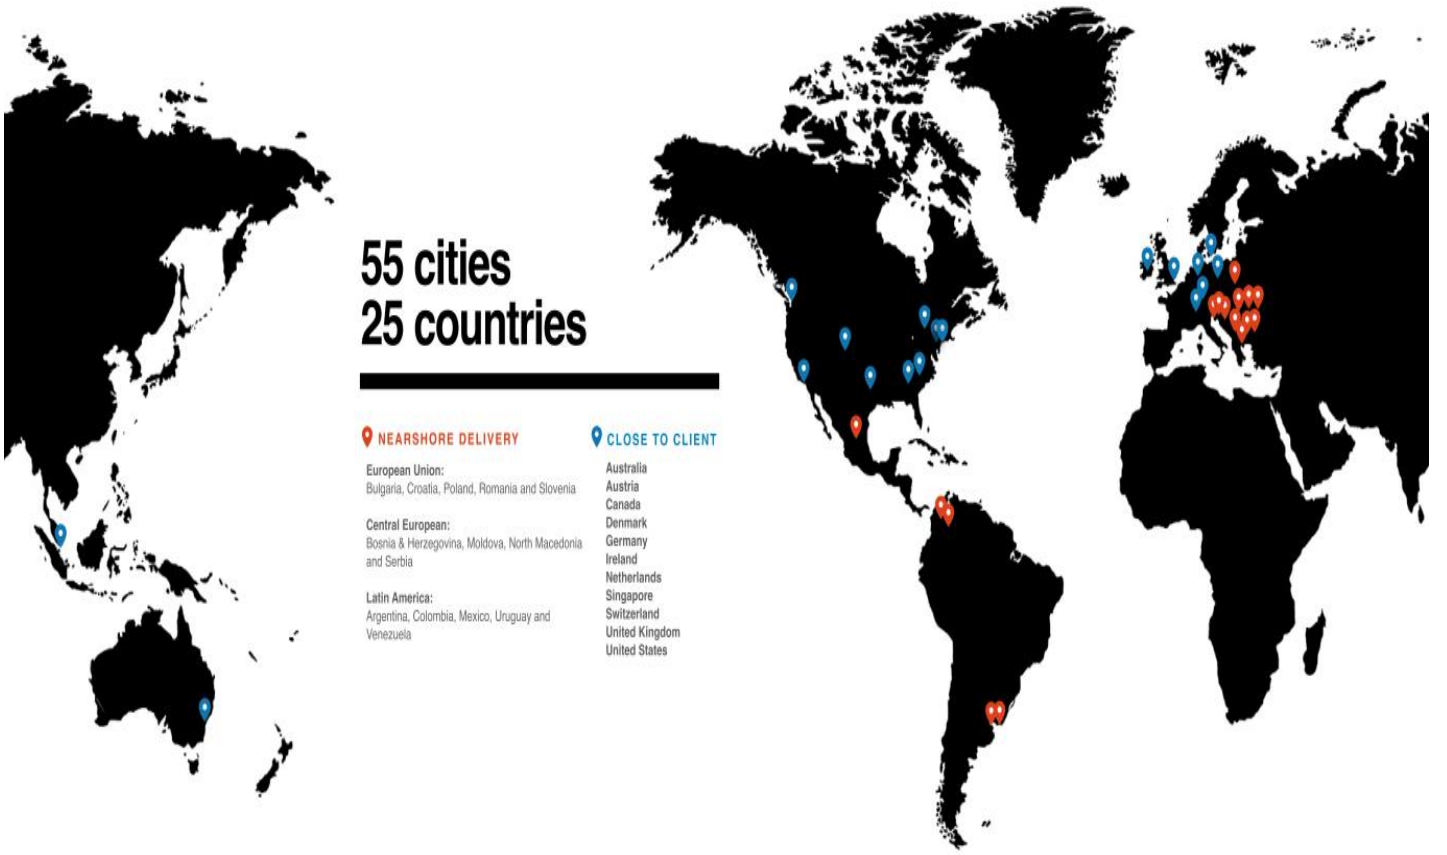 55 cities
25 countries
NEARSHORE DELIVERY
European Union:
Bulgaria, Croatia, Poland, Romania and Slovenia
Central European:
Bosnia & Herzegovina, Moldova, North Macedonia
and Serbia
Latin America:
Argentina, Colombia, Mexico, Uruguay and
Venezuela
CLOSE TO CLIENT
Australia
Austria
Canada
Denmark
Germany
Ireland
Netherlands
Singapore
Switzerland
United Kingdom
United States